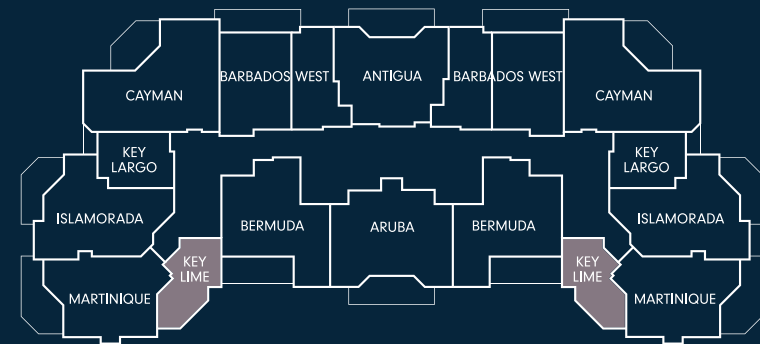 CAYMAN
BARBADOS WEST
ANTIGUA
BARBADOS WEST
CAYMAN
KEY
LARGO
KEY
LARGO
ISLAMORADA
BERMUDA
ARUBA
BERMUDA
ISLAMORADA
KEY
LIME
KEY
LIME
MARTINIQUE
MARTINIQUE